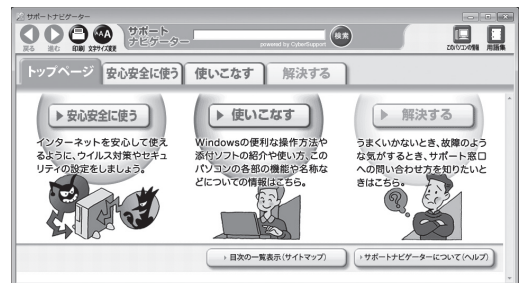 サポートナビゲーター
戻る 進む 印刷 文字サイズ変更
サポート
ナビゲーター
powered by CyberSupport
検索
このパソコンの情報 用語集
トップページ 安心安全に使う 使いこなす 解決する
安心安全に使う
インターネットを安心して使え
るように、ウイルス対策やセキュ
リティの設定をしましょう。
使いこなす
Windowsの便利な操作方法や
添付ソフトの紹介や使い方、この
パソコンの各部の機能や名称な
どについての情報はこちら。
解決する
うまくいかないとき、故障のよう
な気がするとき、サポート窓口
への問い合わせ方を知りたいと
きはこちら。
目次の一覧表示(サイトマップ)
サポートナビゲーターについて(ヘルプ)